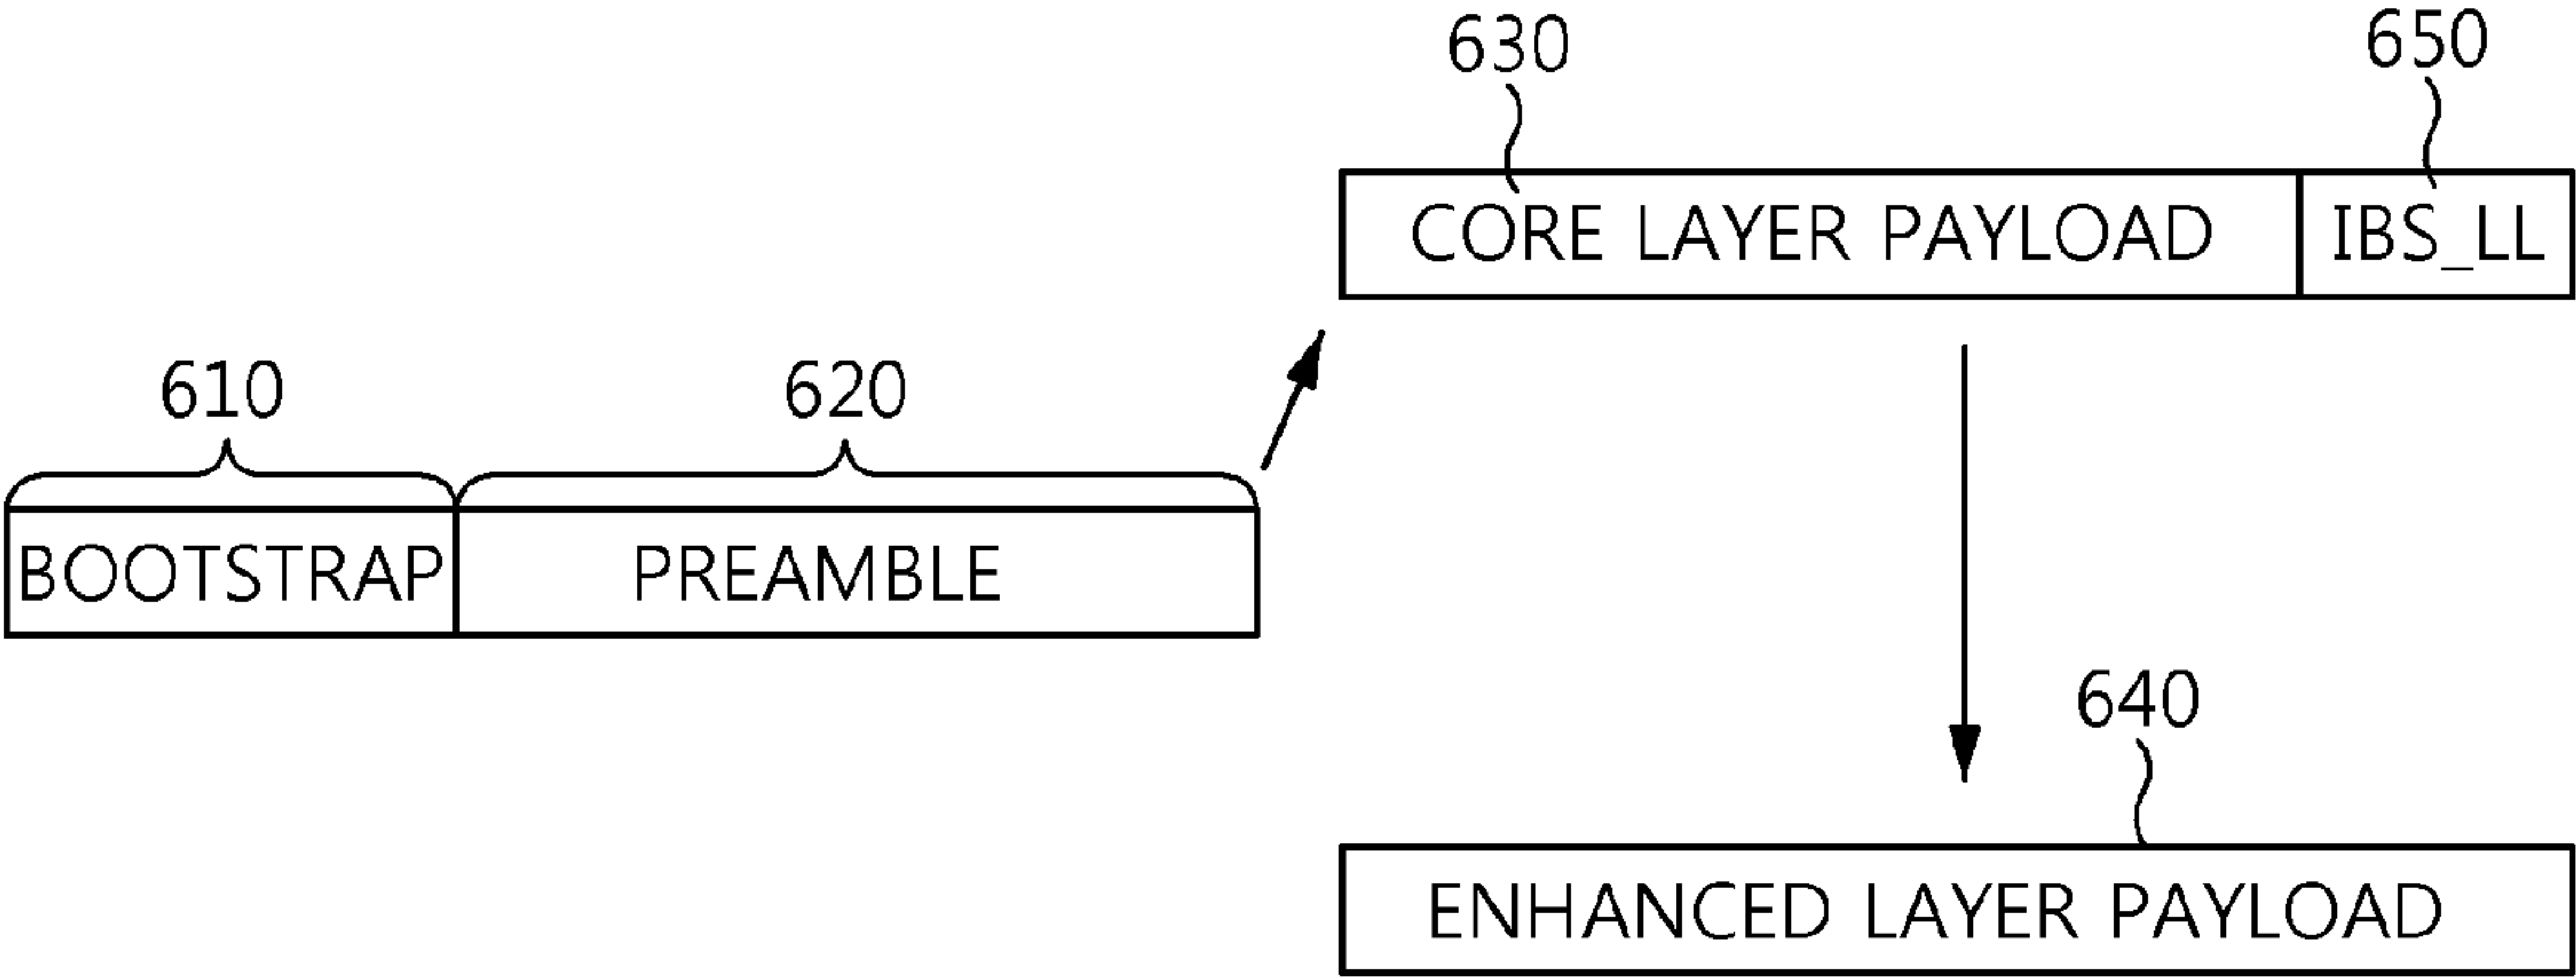 630
650
CORE LAYER PAYLOAD
IBS_LL
610
620
BOOTSTRAP
PREAMBLE
640
ENHANCED LAYER PAYLOAD